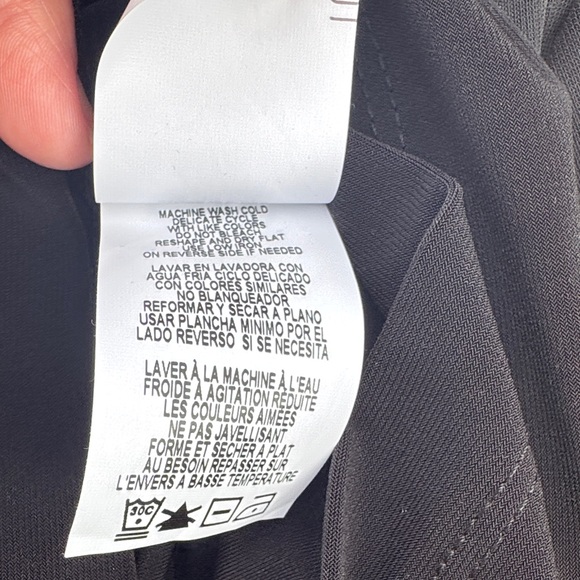 MACHINE WASH COLD
DELICATE CYCLE
WITH LIKE COLORS
DO NOT BLEACH
RESHAPE AND DRY FLAT
USE LOW IRON
ON REVERSE SIDE IF NEEDED
LAVAR EN LAVADORA CON
AGUA FRIA CICLO DELICADO
CON COLORES SIMILARES
NO BLANQUEADOR
REFORMAR Y SECAR A PLANO
USAR PLANCHA MINIMO POR EL
LADO REVERSO SI SE NECESITA
LAVER À LA MACHINE À L'EAU
FROIDE À AGITATION RÉDUITE
LES COULEURS AIMÉES
NE PAS JAVELLISANT
FORME ET SÉCHER À PLAT
AU BESOIN REPASSER SUR
L'ENVERS A BASSE TEMPÉRATURE
30C